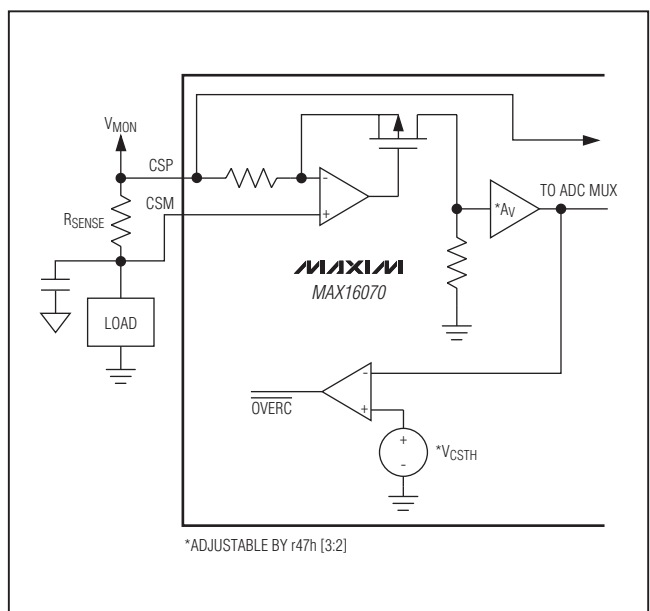 VMON
CSP
CSM
RSENSE
LOAD
-
+
*AV
TO ADC MUX
MAXIM
MAX16070
OVERC
-
+
+
-
*VCSTH
*ADJUSTABLE BY r47h [3:2]